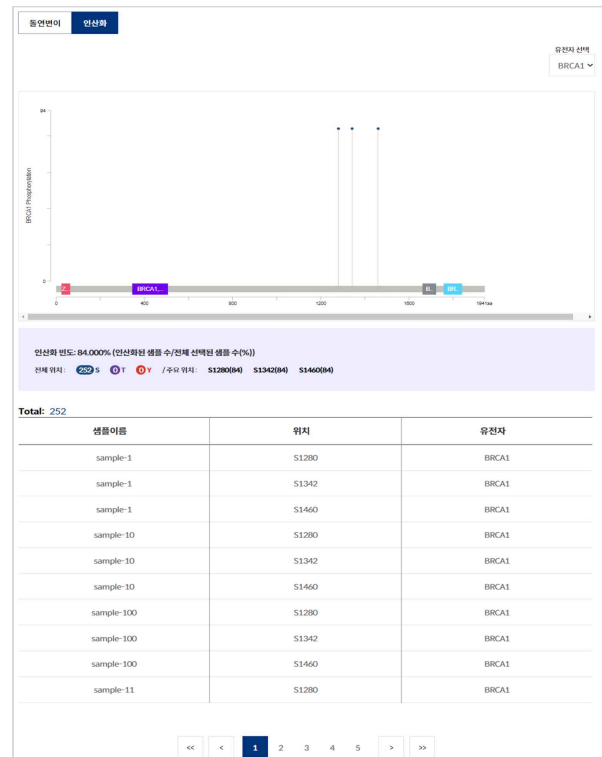 돌연변이 인산화
유전자 선택
BRCA1
84
BRCA1 Phosphorylation
0
Z.. BRCA1,... B.. BR..
0 400 800 1200 1600 1941aa
인산화 빈도: 84.000% (인산화된 샘플 수/전체 선택된 샘플 수(%))
전체 위치 : 252 S 0 T 0 Y / 주요 위치 : S1280(84) S1342(84) S1460(84)
Total: 252
샘플이름 위치 유전자
sample-1 S1280 BRCA1
sample-1 S1342 BRCA1
sample-1 S1460 BRCA1
sample-10 S1280 BRCA1
sample-10 S1342 BRCA1
sample-10 S1460 BRCA1
sample-100 S1280 BRCA1
sample-100 S1342 BRCA1
sample-100 S1460 BRCA1
sample-11 S1280 BRCA1
<< < 1 2 3 4 5 > >>